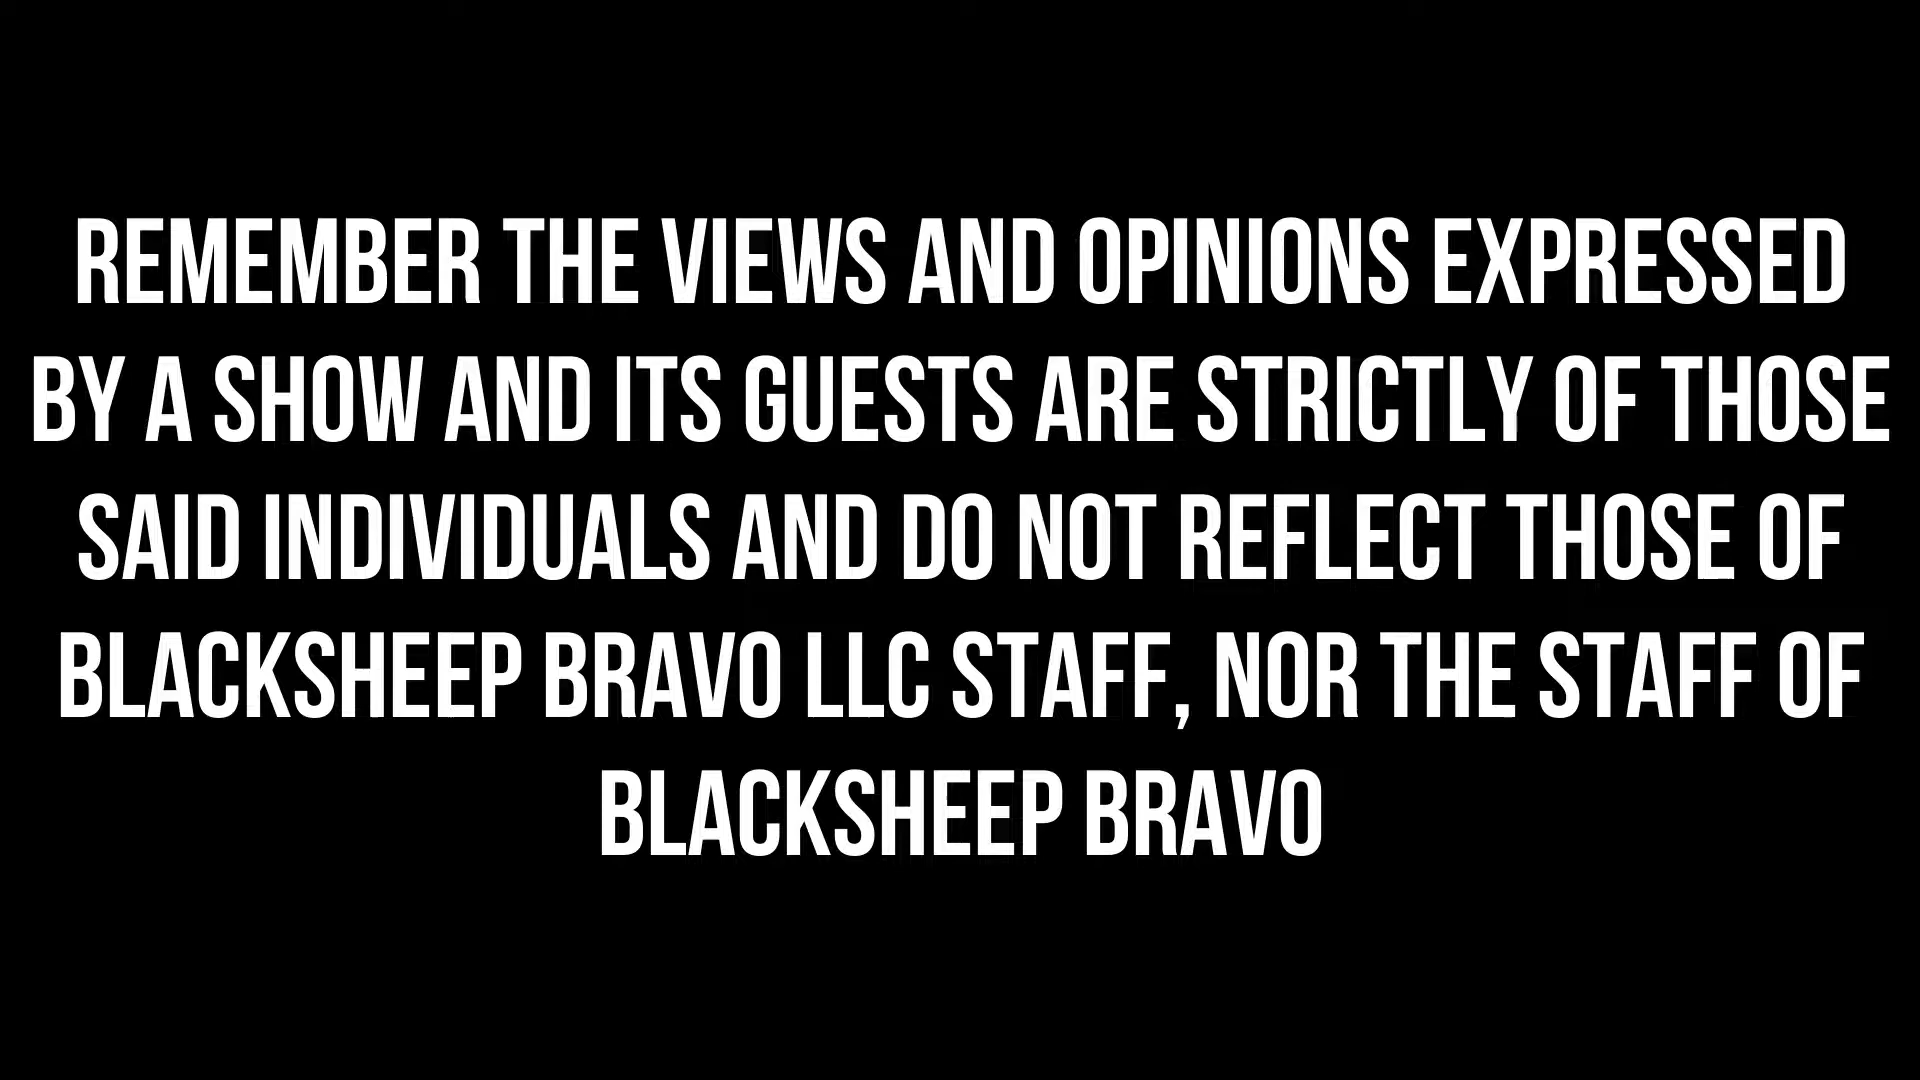 REMEMBER THE VIEWS AND OPINIONS EXPRESSED
BY A SHOW AND ITS GUESTS ARE STRICTLY OF THOSE
SAID INDIVIDUALS AND DO NOT REFLECT THOSE OF
BLACKSHEEP BRAVO LLC STAFF, NOR THE STAFF OF
BLACKSHEEP BRAVO